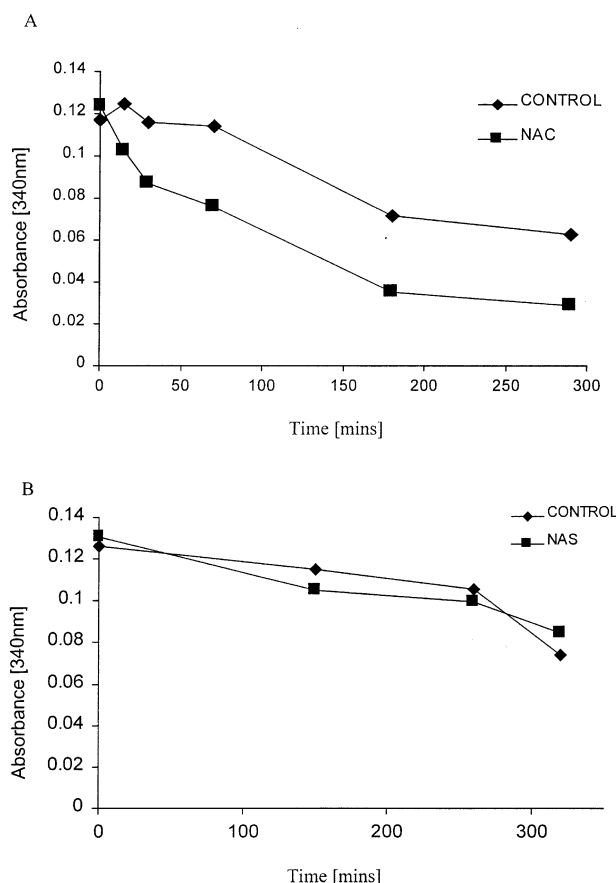 A
0.14
0.12
0.1
0.08
0.06
0.04
0.02
0
0 50 100 150 200 250 300
Absorbance [340nm]
Time [mins]
CONTROL
NAC
B
0.14
0.12
0.1
0.08
0.06
0.04
0.02
0
0 100 200 300
Absorbance [340nm]
Time [mins]
CONTROL
NAS